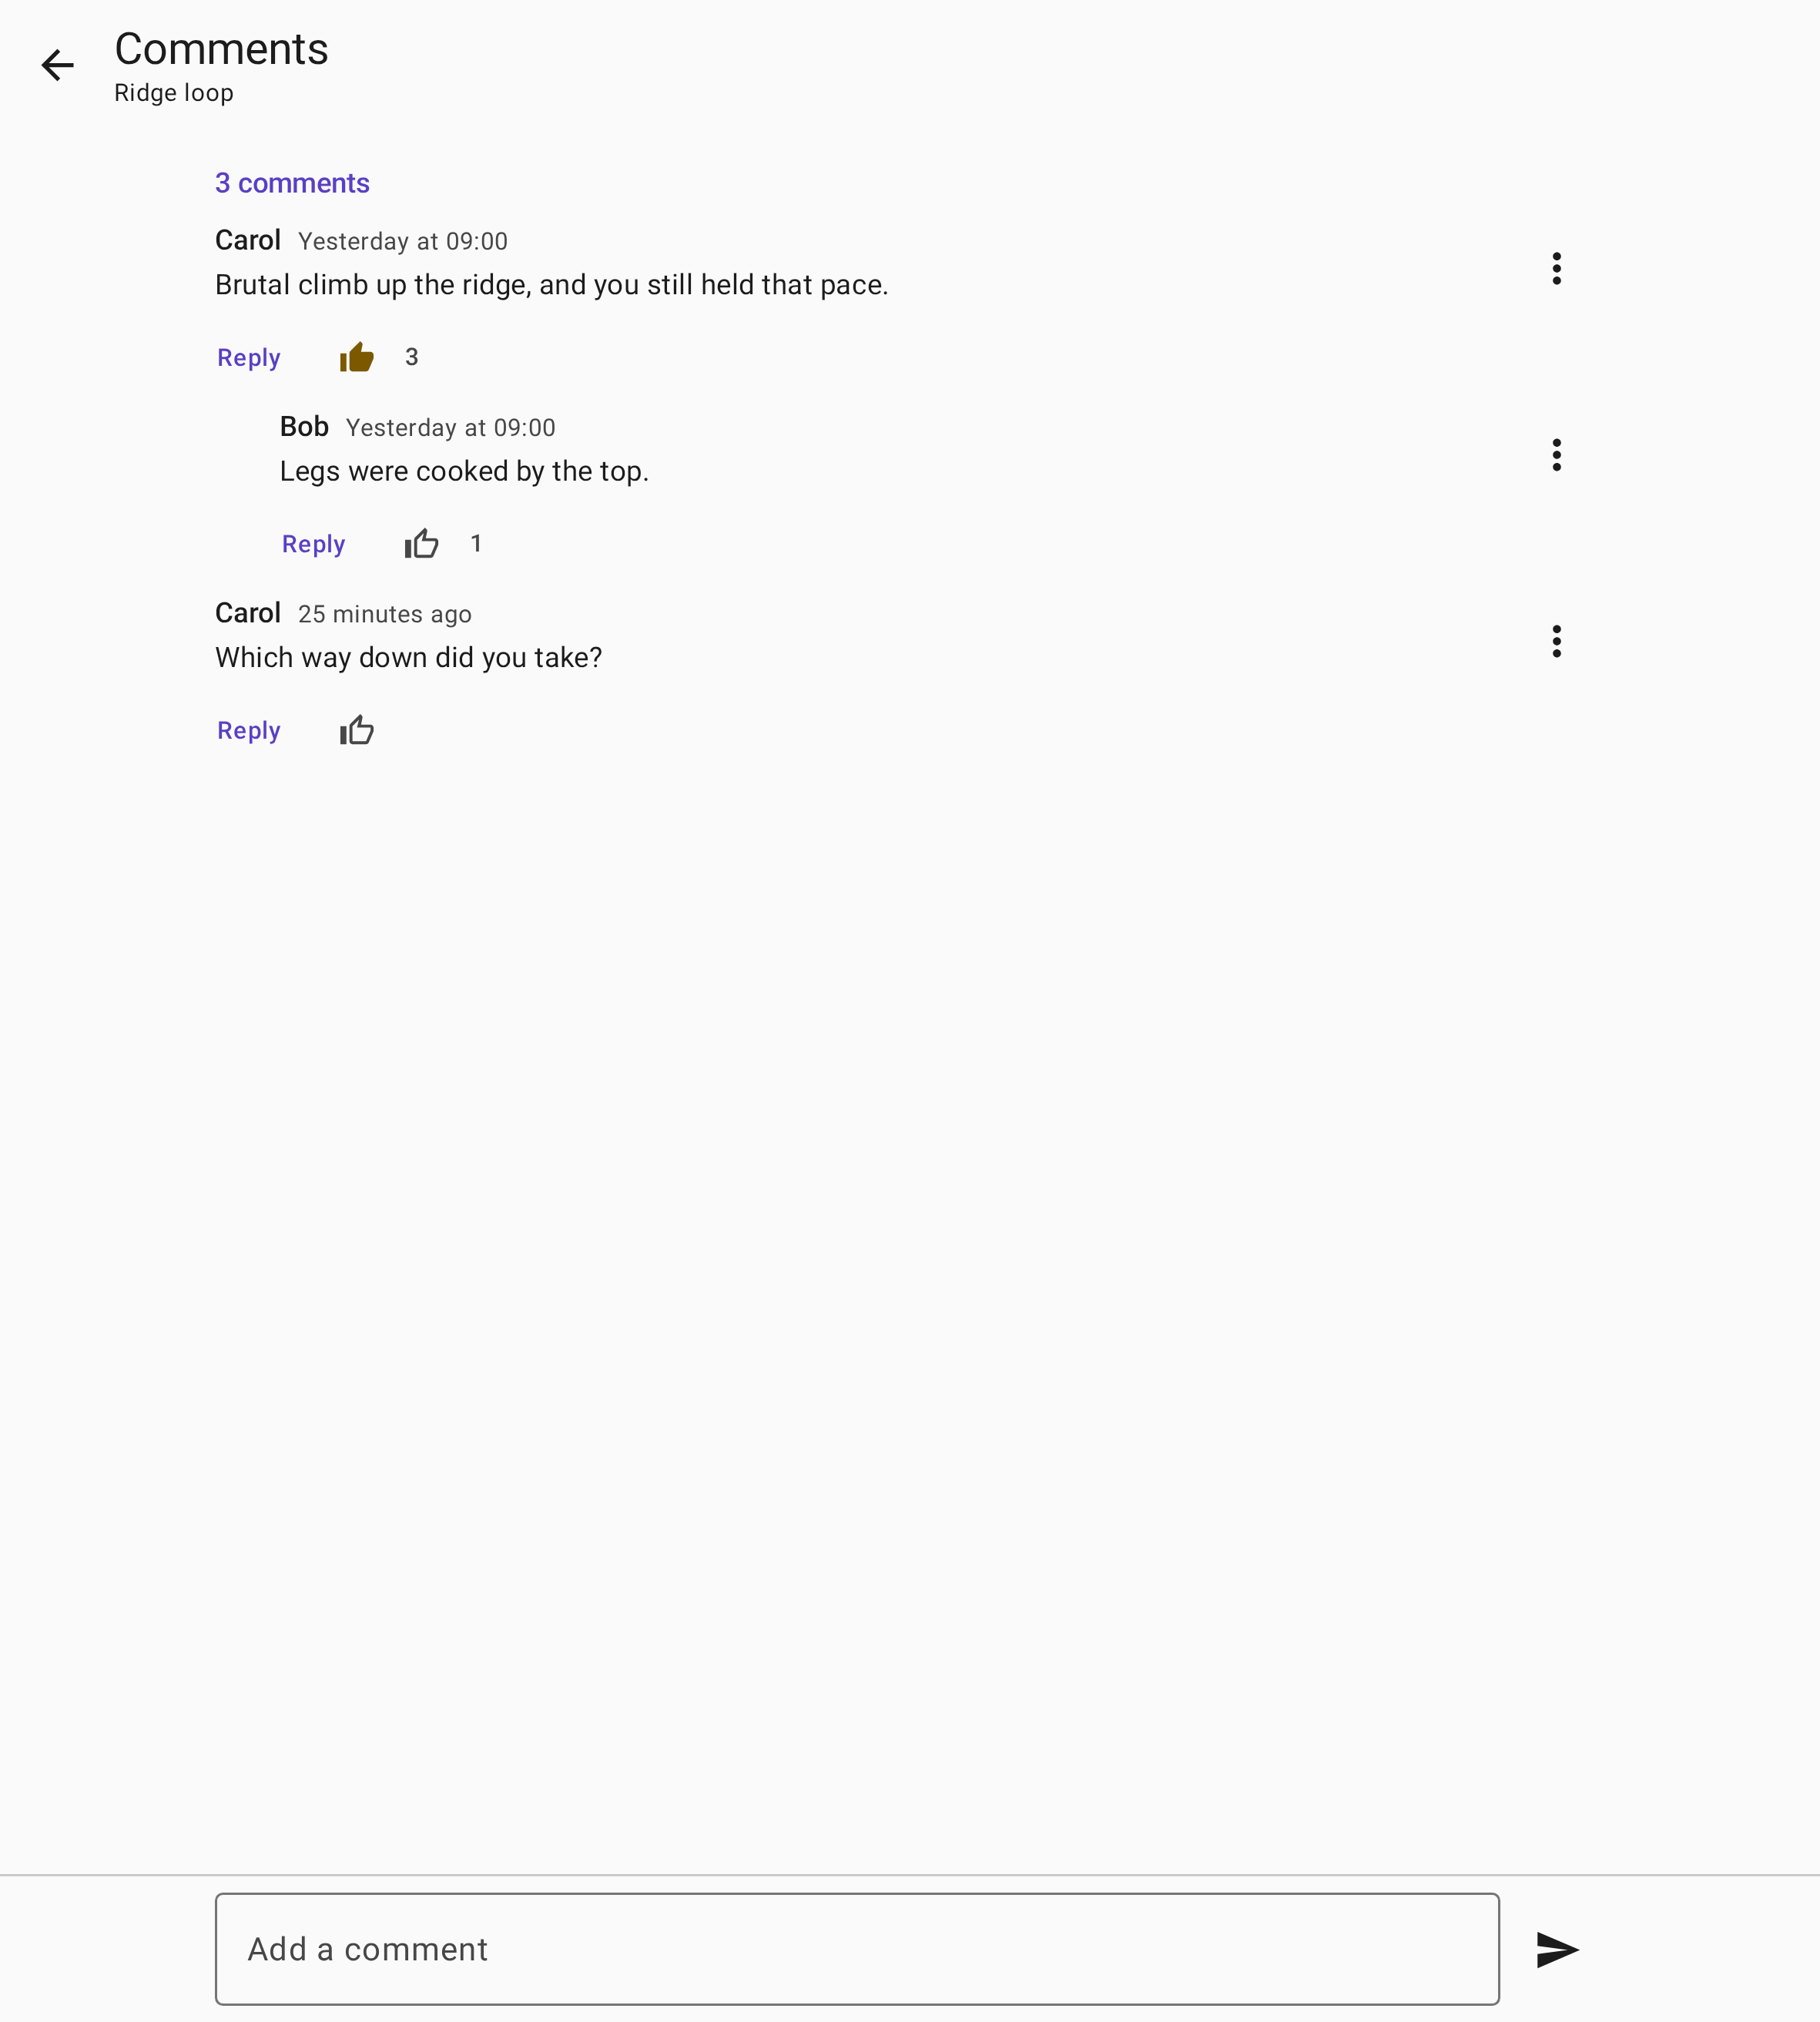 Comments
Ridge loop
3 comments
Carol Yesterday at 09:00
Brutal climb up the ridge, and you still held that pace.
Reply 3
Bob Yesterday at 09:00
Legs were cooked by the top.
Reply 1
Carol 25 minutes ago
Which way down did you take?
Reply
Add a comment